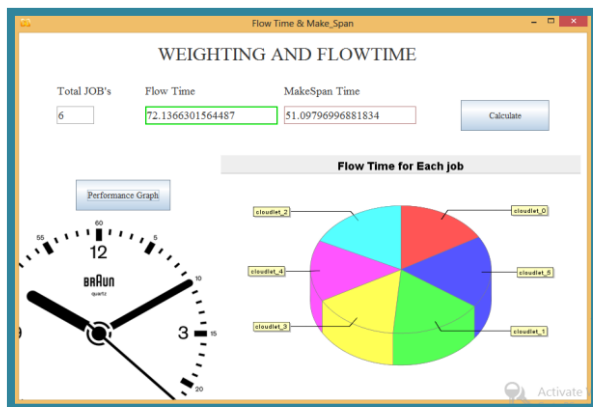 Flow Time & Make_Span
WEIGHTING AND FLOWTIME
Total JOB's
Flow Time
MakeSpan Time
6
72.1366301564487
51.09796996881834
Calculate
Flow Time for Each job
Performance Graph
cloudlet_2
cloudlet_0
cloudlet_4
cloudlet_3
cloudlet_1
55
60
12
BRAUN
quartz
10
9
3
15
20
Activate